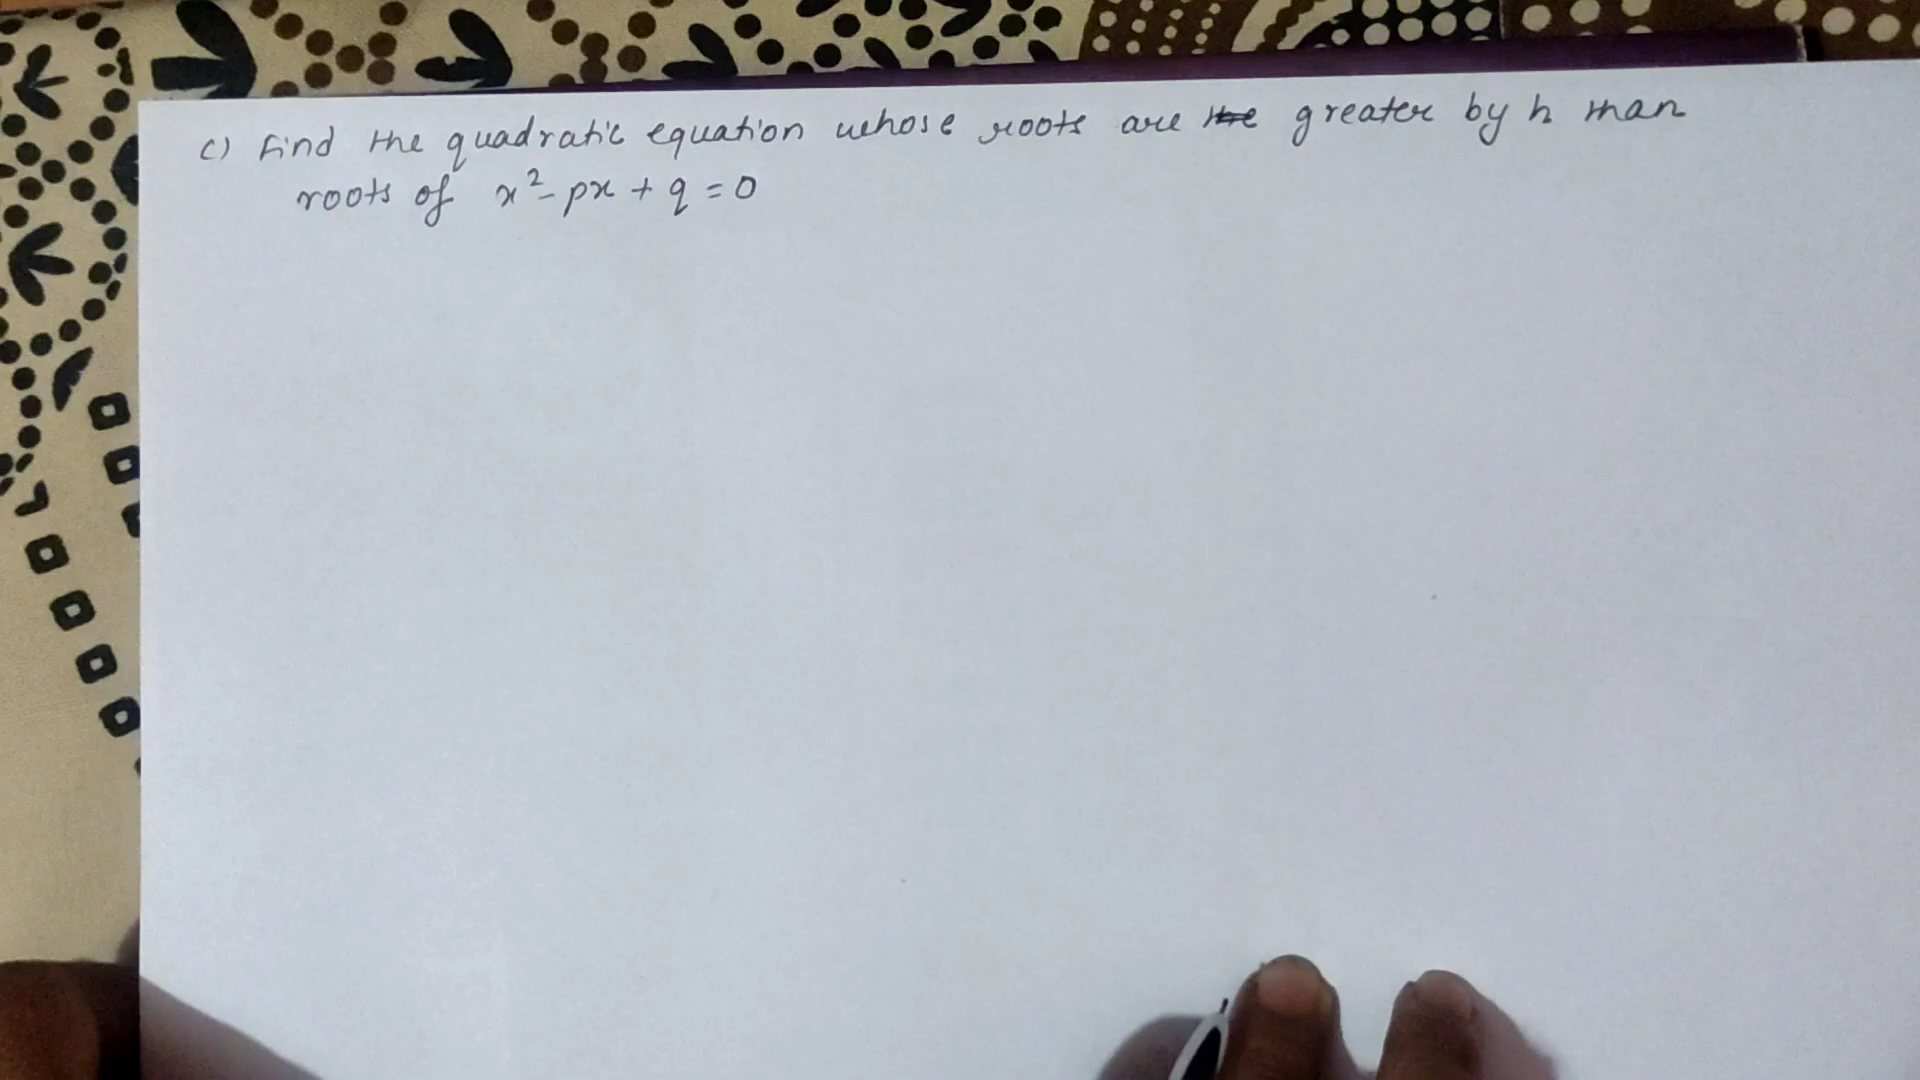 c) Find the quadratic equation whose roots are the greater by h than
roots of x² - px + q = 0